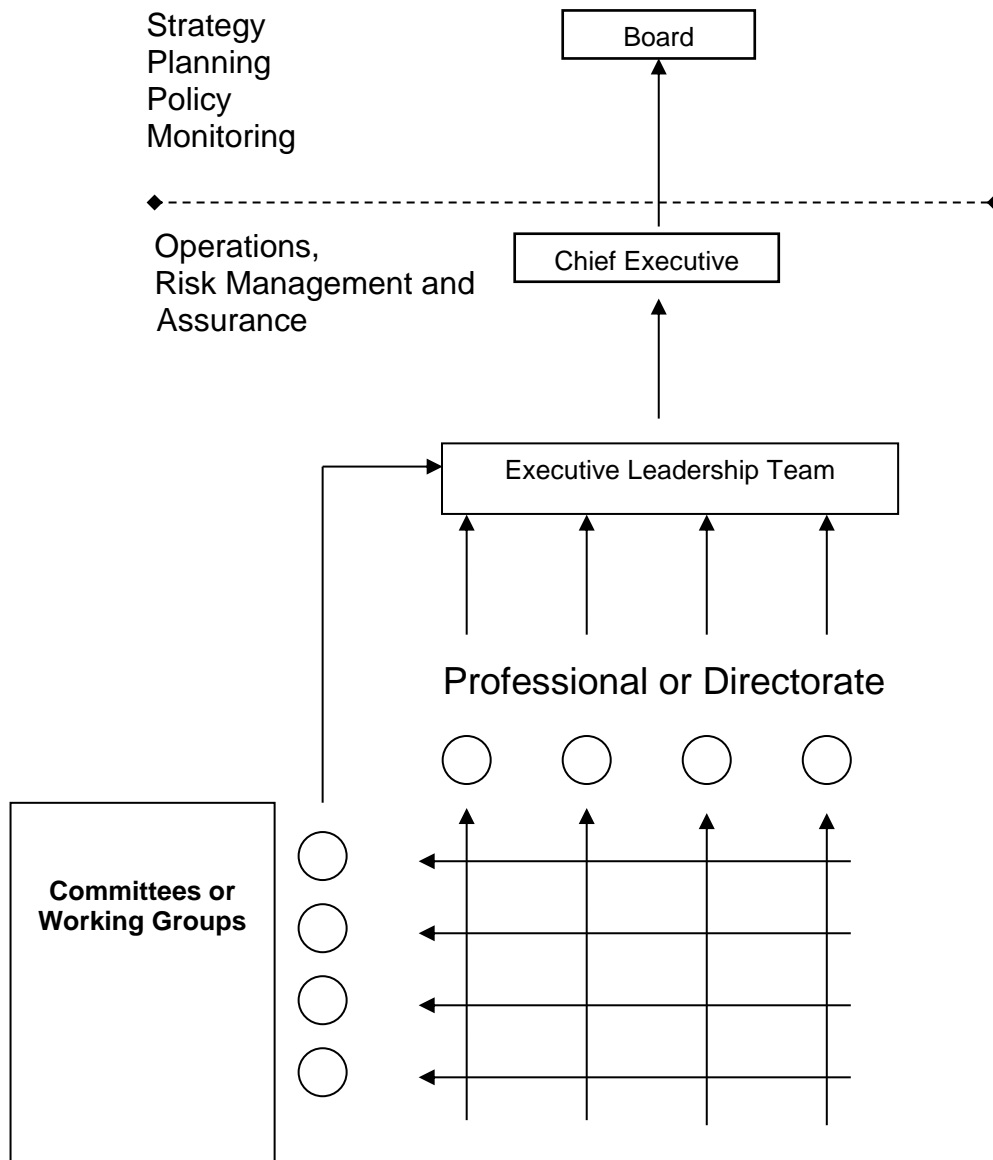 Strategy
Planning
Policy
Monitoring
Board
Operations,
Risk Management and
Assurance
Chief Executive
Executive Leadership Team
Professional or Directorate
Committees or
Working Groups